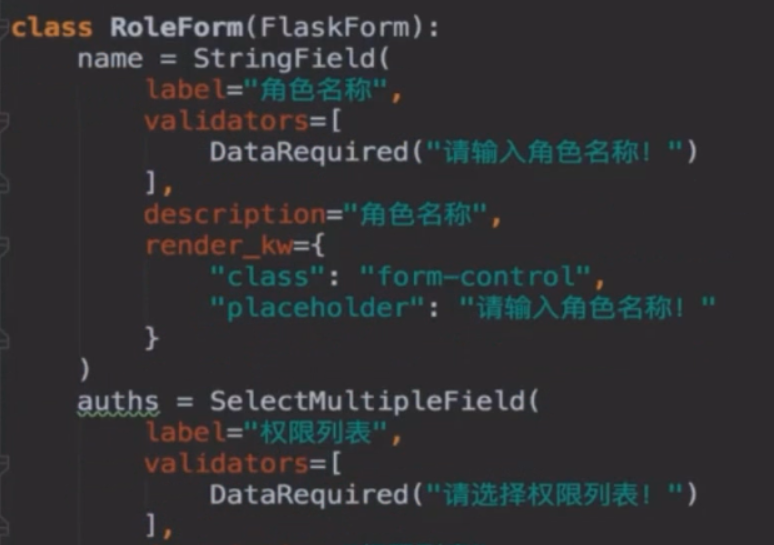 class RoleForm(FlaskForm):
    name = StringField(
        label="角色名称",
        validators=[
            DataRequired("请输入角色名称！")
        ],
        description="角色名称",
        render_kw={
            "class": "form-control",
            "placeholder": "请输入角色名称！"
        }
    )
    auths = SelectMultipleField(
        label="权限列表",
        validators=[
            DataRequired("请选择权限列表！")
        ],